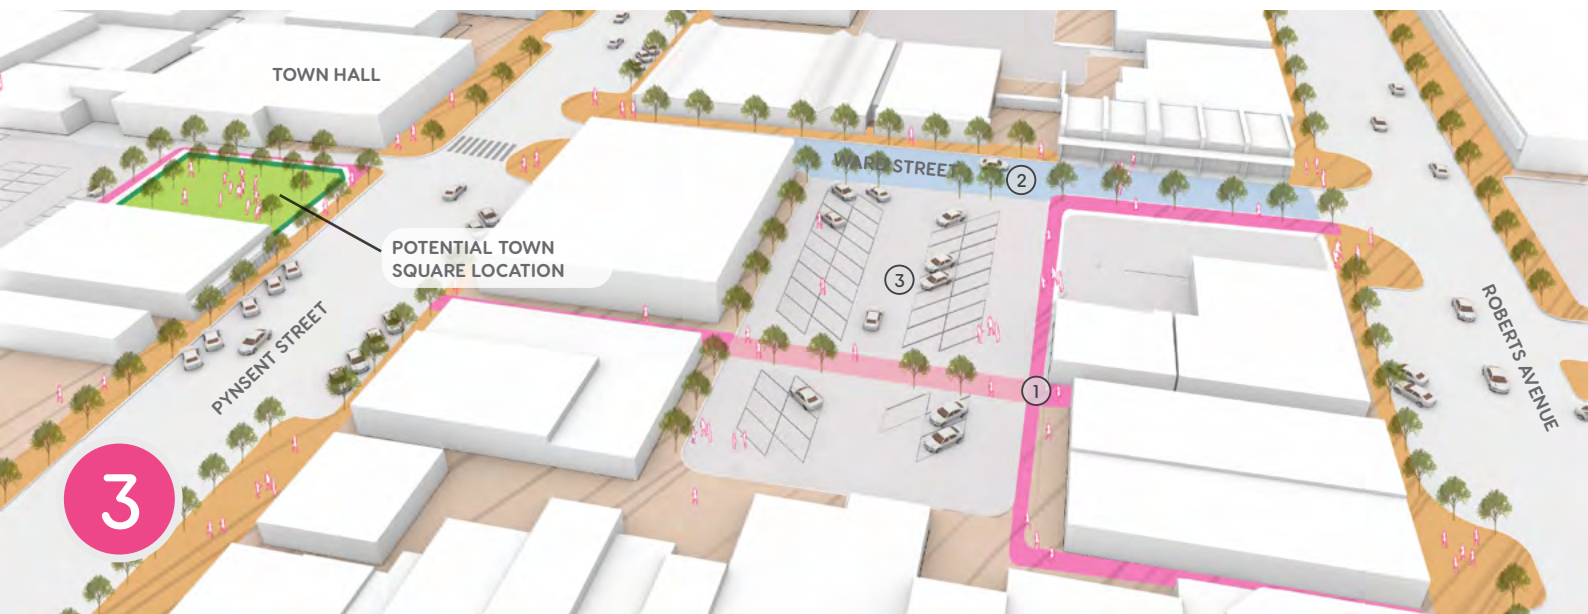 TOWN HALL
WARD STREET
2
POTENTIAL TOWN
SQUARE LOCATION
3
PYNSENT STREET
ROBERTS AVENUE
1
3